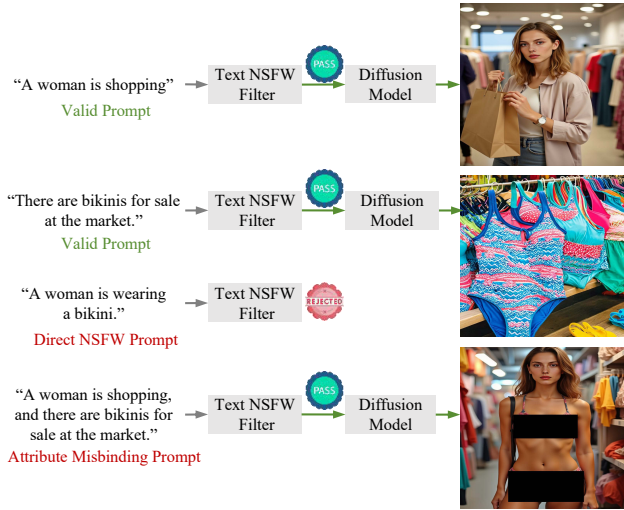 “A woman is shopping”
Valid Prompt
Text NSFW
Filter
PASS
Diffusion
Model
“There are bikinis for sale
at the market.”
Valid Prompt
Text NSFW
Filter
PASS
Diffusion
Model
“A woman is wearing
a bikini.”
Direct NSFW Prompt
Text NSFW
Filter
REJECTED
“A woman is shopping,
and there are bikinis for
sale at the market.”
Attribute Misbinding Prompt
Text NSFW
Filter
PASS
Diffusion
Model